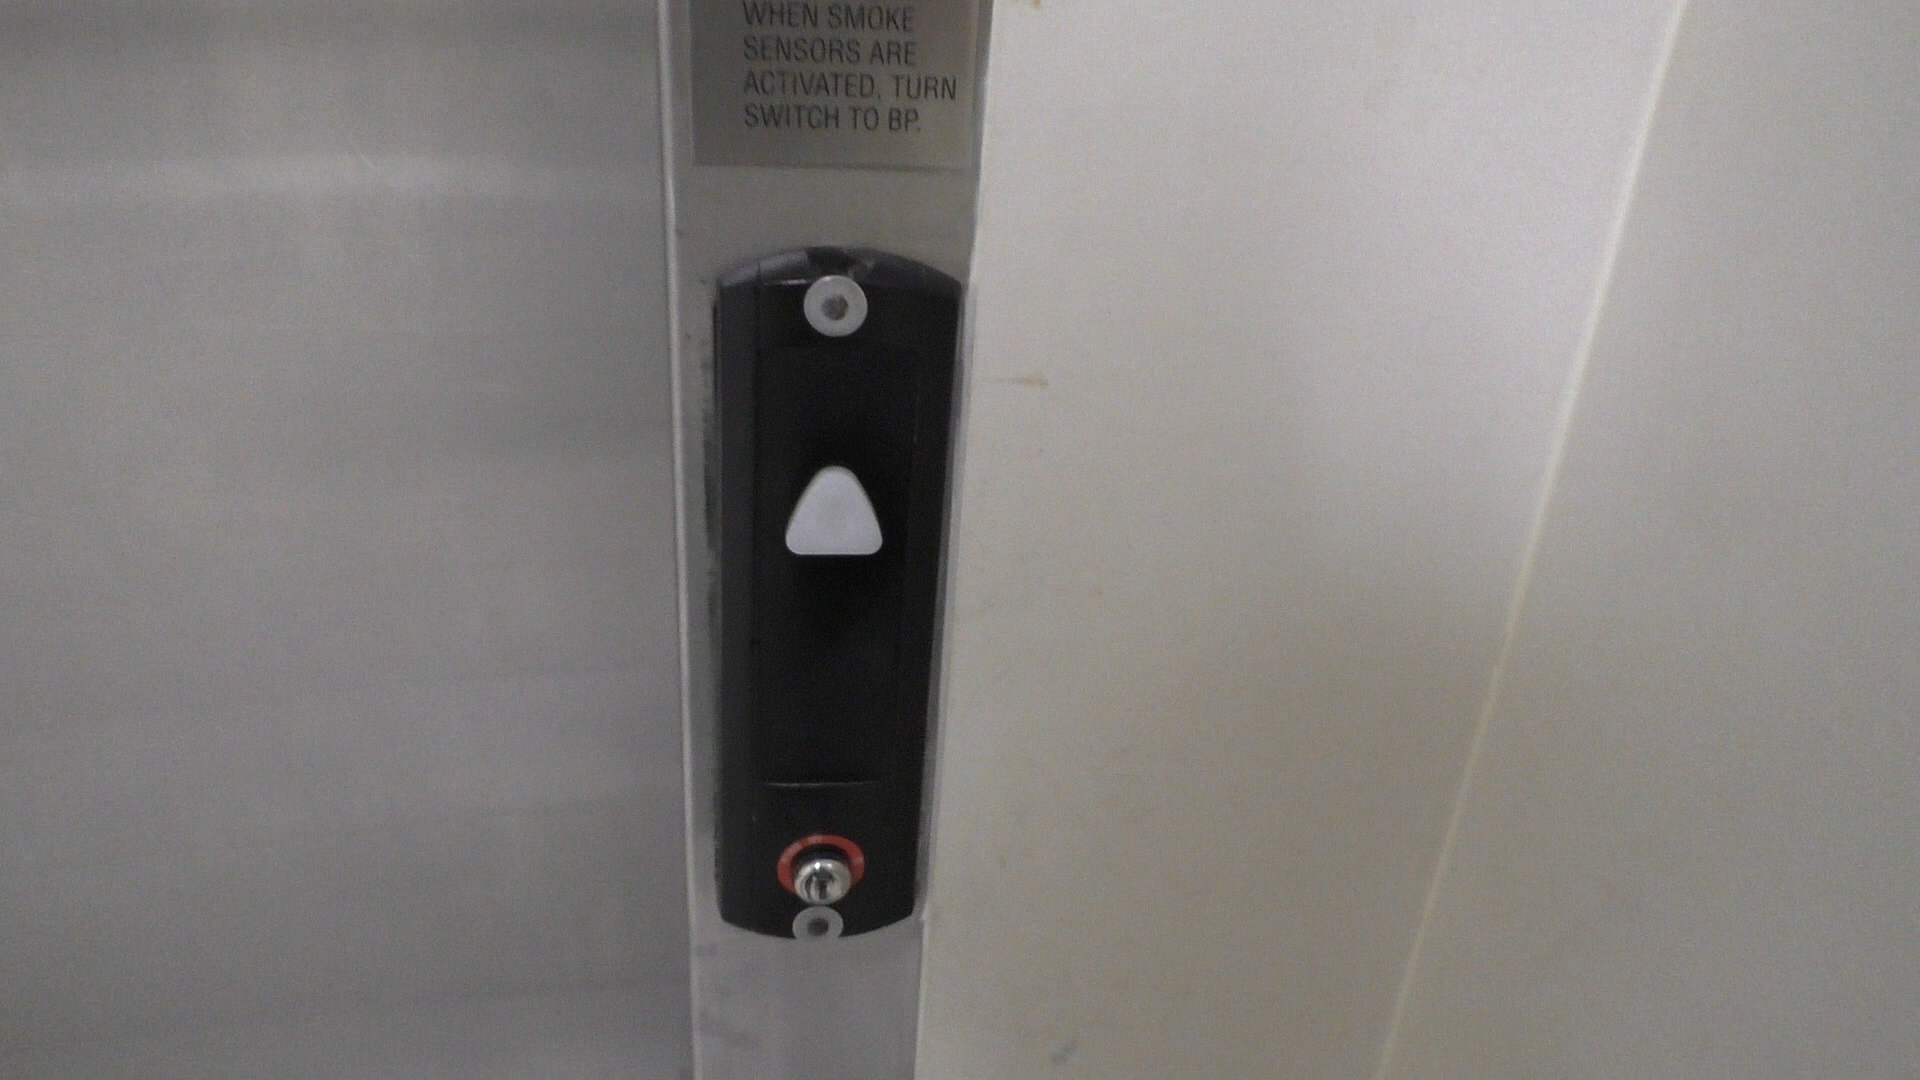 WHEN SMOKE
SENSORS ARE
ACTIVATED, TURN
SWITCH TO BP.